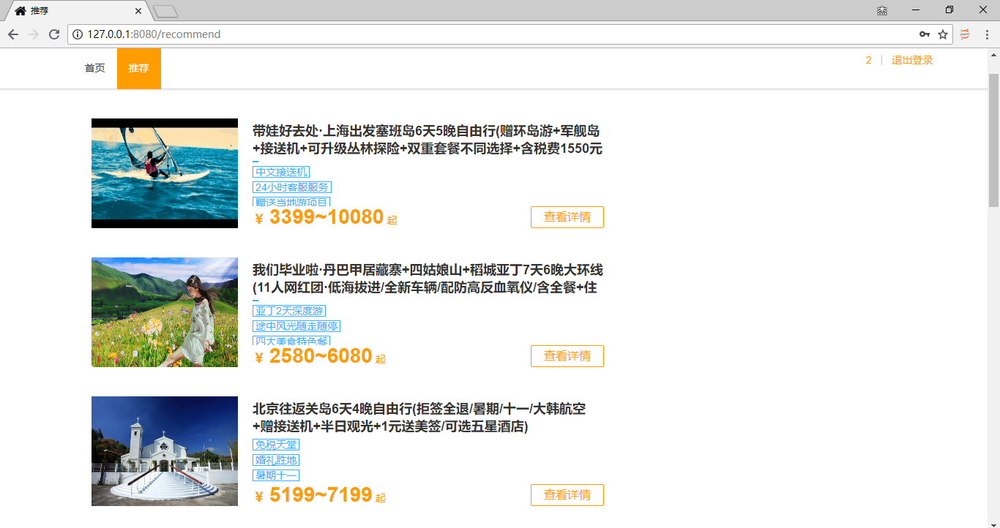 推荐
杰
127.0.0.1:8080/recommend
首页
推荐
2
退出登录
带娃好去处·上海出发塞班岛6天5晚自由行(赠环岛游+军舰岛
+接送机+可升级丛林探险+双重套餐不同选择+含税费1550元
中文接送机
24小时客服服务
赠送当地游项目
¥ 3399~10080 起
查看详情
我们毕业啦·丹巴甲居藏寨+四姑娘山+稻城亚丁7天6晚大环线
(11人网红团·低海拔进/全新车辆/配防高反血氧仪/含全餐+住
亚丁2天深度游
途中风光随走随停
四大美食特色餐
¥ 2580~6080 起
查看详情
北京往返关岛6天4晚自由行(拒签全退/暑期/十一/大韩航空
+赠接送机+半日观光+1元送美签/可选五星酒店)
免税天堂
婚礼胜地
暑期十一
¥ 5199~7199 起
查看详情